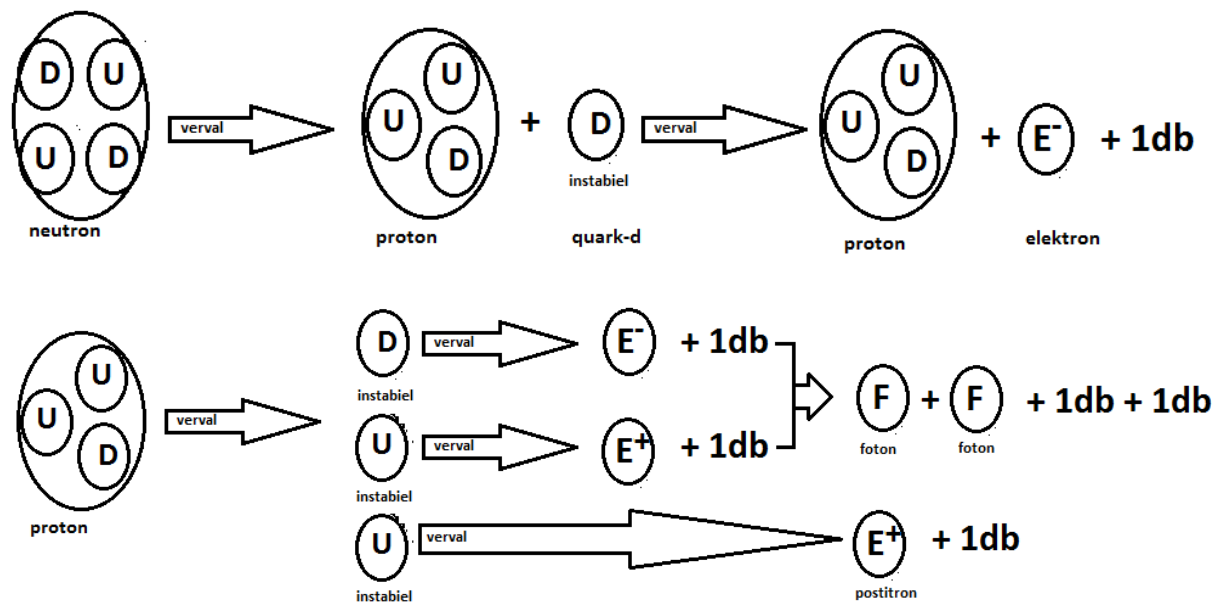 D U U D
neutron
verval
U U D
proton
+
D
instabiel
quark-d
verval
U U D
proton
+ E⁻ + 1db
elektron
U U D
proton
verval
D
instabiel
verval
E⁻ + 1db
U
instabiel
verval
E⁺ + 1db
F + F + 1db + 1db
foton foton
U
instabiel
verval
E⁺ + 1db
postitron